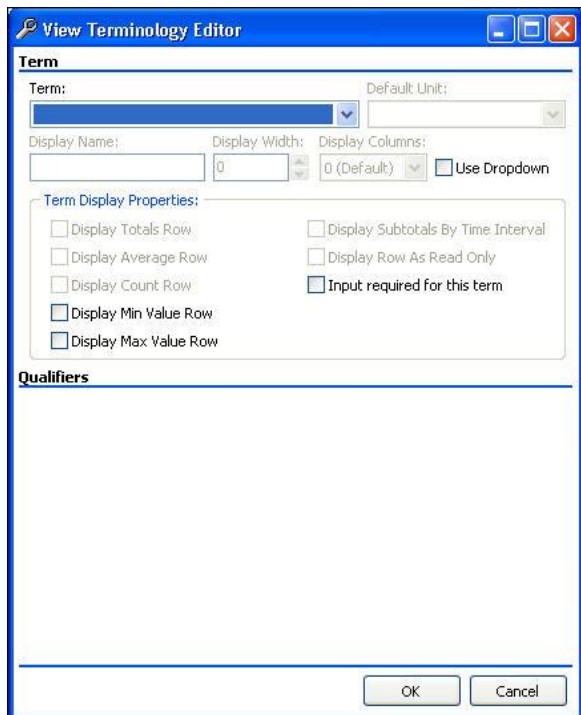 View Terminology Editor
Term
Term: Default Unit:
Display Name: Display Width: Display Columns:
0 0 (Default) Use Dropdown
Term Display Properties:
Display Totals Row Display Subtotals By Time Interval
Display Average Row Display Row As Read Only
Display Count Row Input required for this term
Display Min Value Row
Display Max Value Row
Qualifiers
OK Cancel